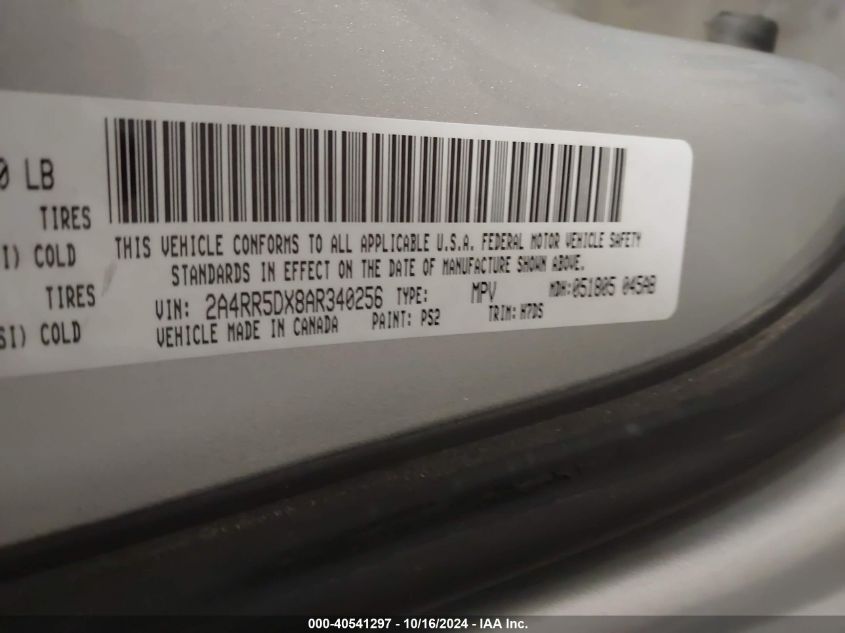 0 LB
TIRES
I) COLD
TIRES
SI) COLD
THIS VEHICLE CONFORMS TO ALL APPLICABLE U.S.A. FEDERAL MOTOR VEHICLE SAFETY
STANDARDS IN EFFECT ON THE DATE OF MANUFACTURE SHOWN ABOVE.
VIN: 2A4RR5DX8AR340256 TYPE: MPV MDH:051805 045AB
VEHICLE MADE IN CANADA PAINT: PS2 TRIM: H7DS
000-40541297 - 10/16/2024 - IAA Inc.